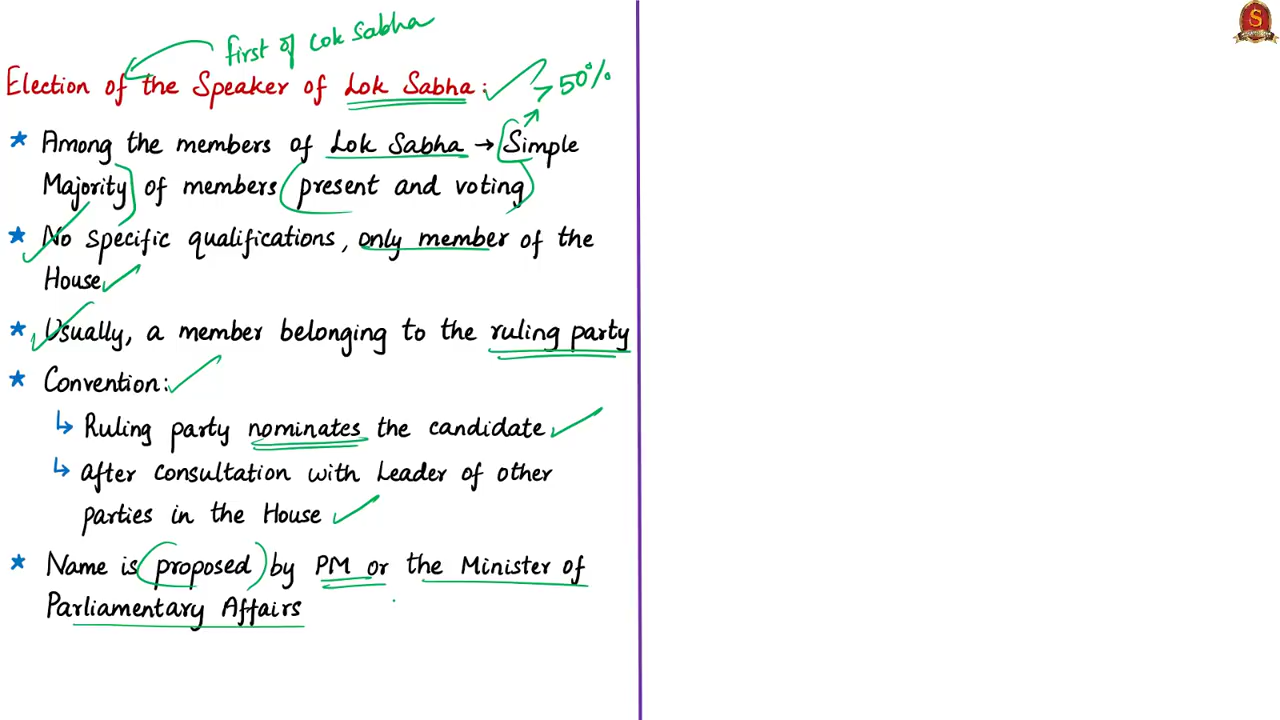 first of Lok Sabha
Election of the Speaker of Lok Sabha:
> 50%
* Among the members of Lok Sabha → Simple
Majority of members (present and voting)
* No specific qualifications, only member of the
House
* Usually, a member belonging to the ruling party
* Convention:
↳ Ruling party nominates the candidate
↳ after consultation with Leader of other
parties in the House
* Name is (proposed) by PM or the Minister of
Parliamentary Affairs
S